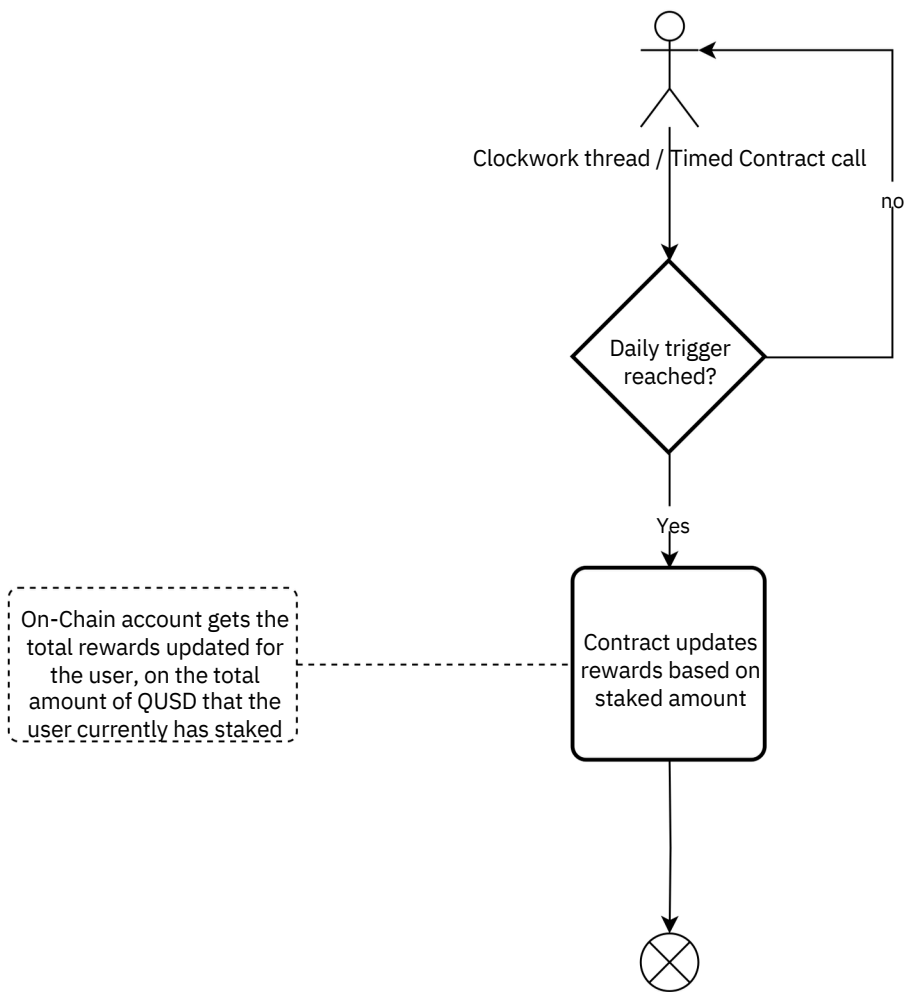 Clockwork thread / Timed Contract call
no
Daily trigger
reached?
Yes
On-Chain account gets the
total rewards updated for
the user, on the total
amount of QUSD that the
user currently has staked
Contract updates
rewards based on
staked amount